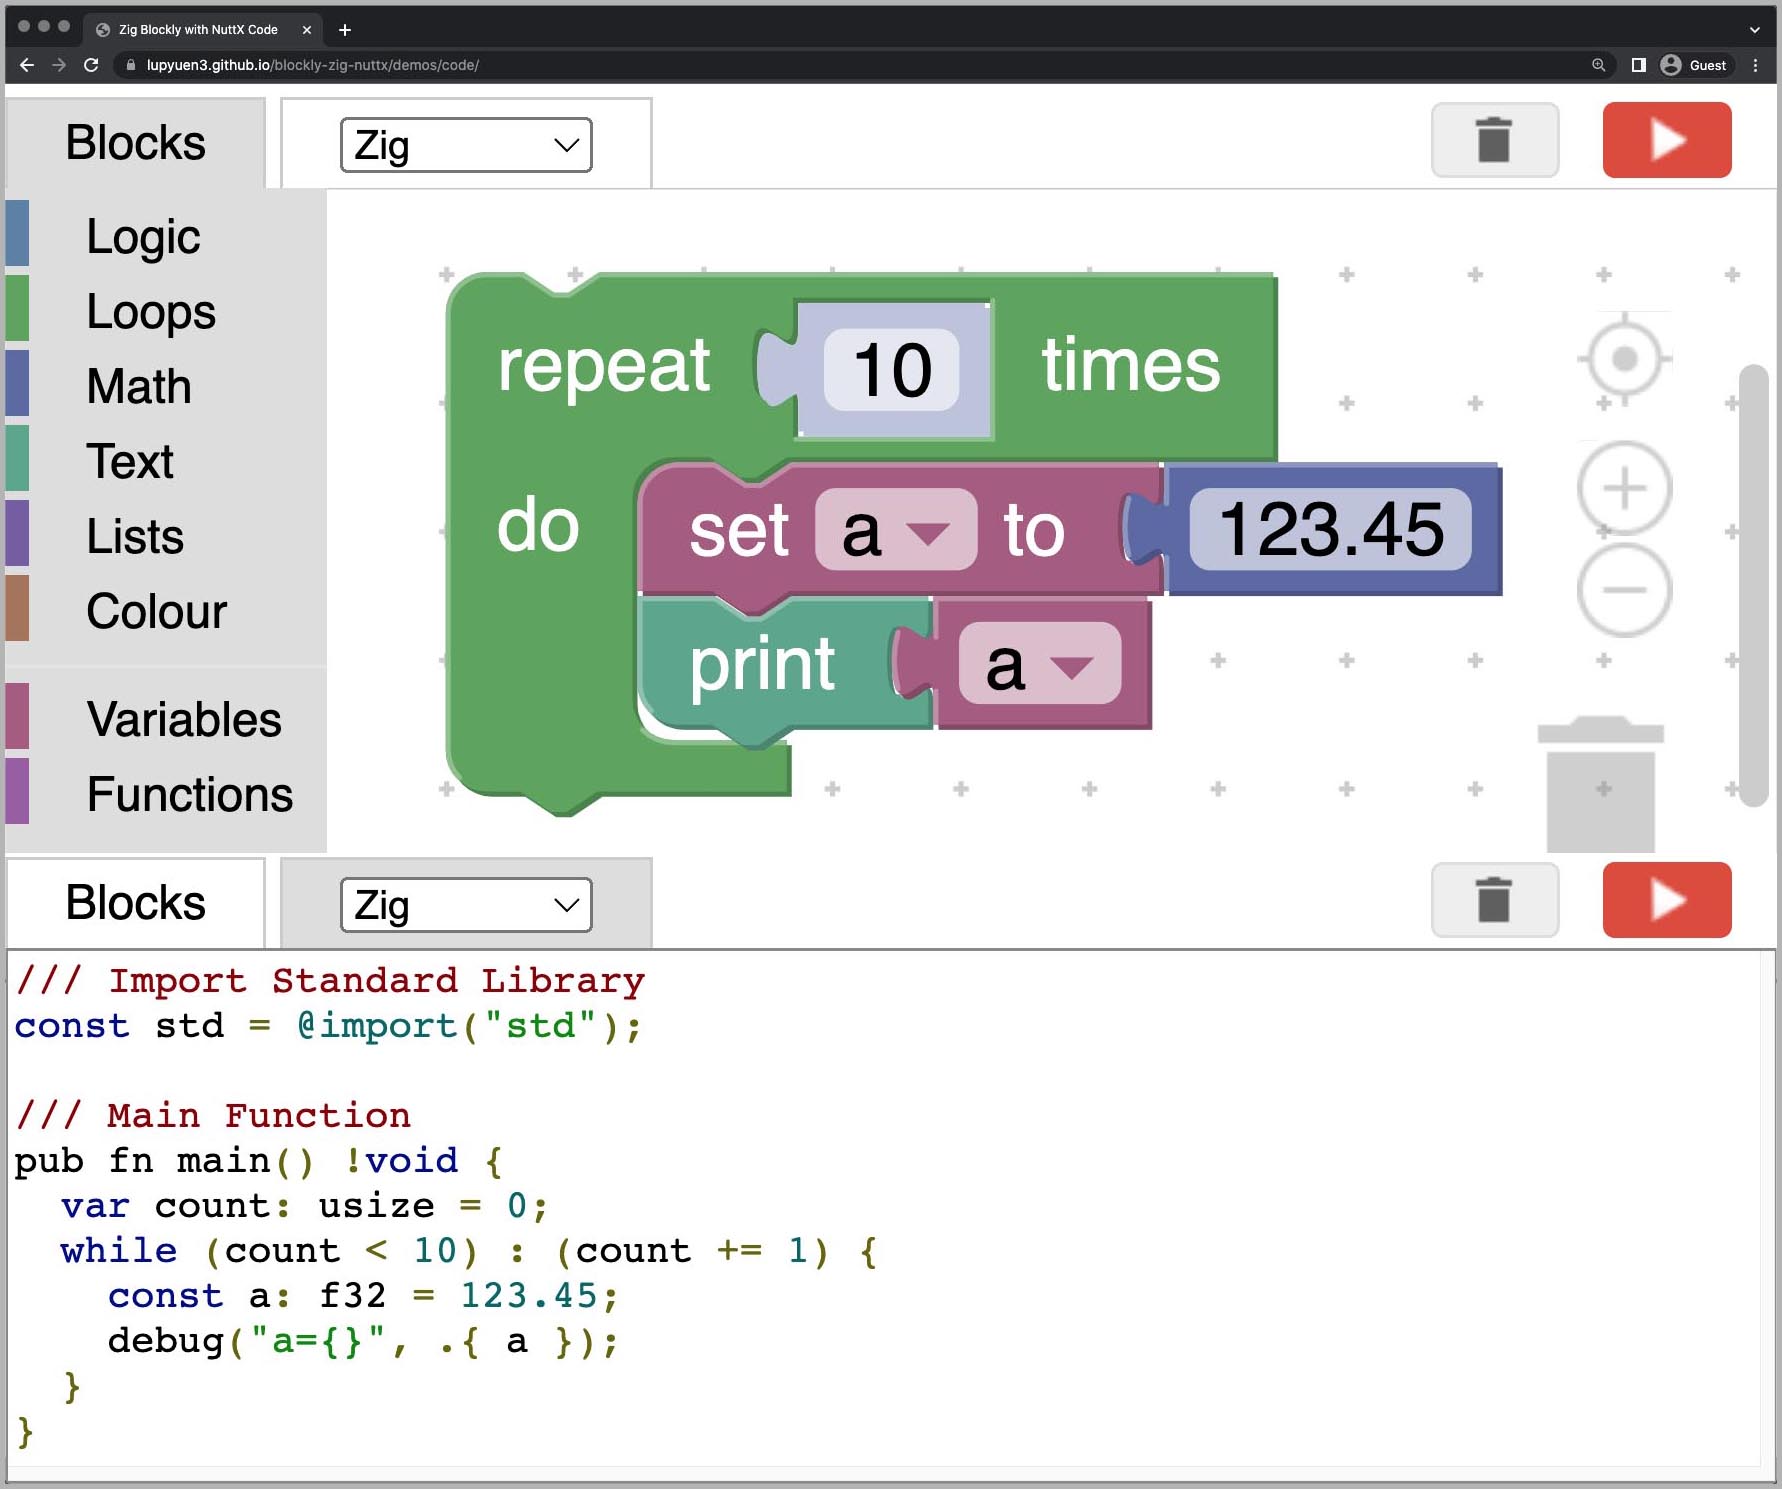 Zig Blockly with NuttX Code
lupyuen3.github.io/blockly-zig-nuttx/demos/code/
Guest
Blocks
Zig
Logic
Loops
Math
Text
Lists
Colour
Variables
Functions
repeat 10 times
do set a to 123.45
print a
Blocks
Zig
/// Import Standard Library
const std = @import("std");
/// Main Function
pub fn main() !void {
  var count: usize = 0;
  while (count < 10) : (count += 1) {
    const a: f32 = 123.45;
    debug("a={}", .{ a });
  }
}